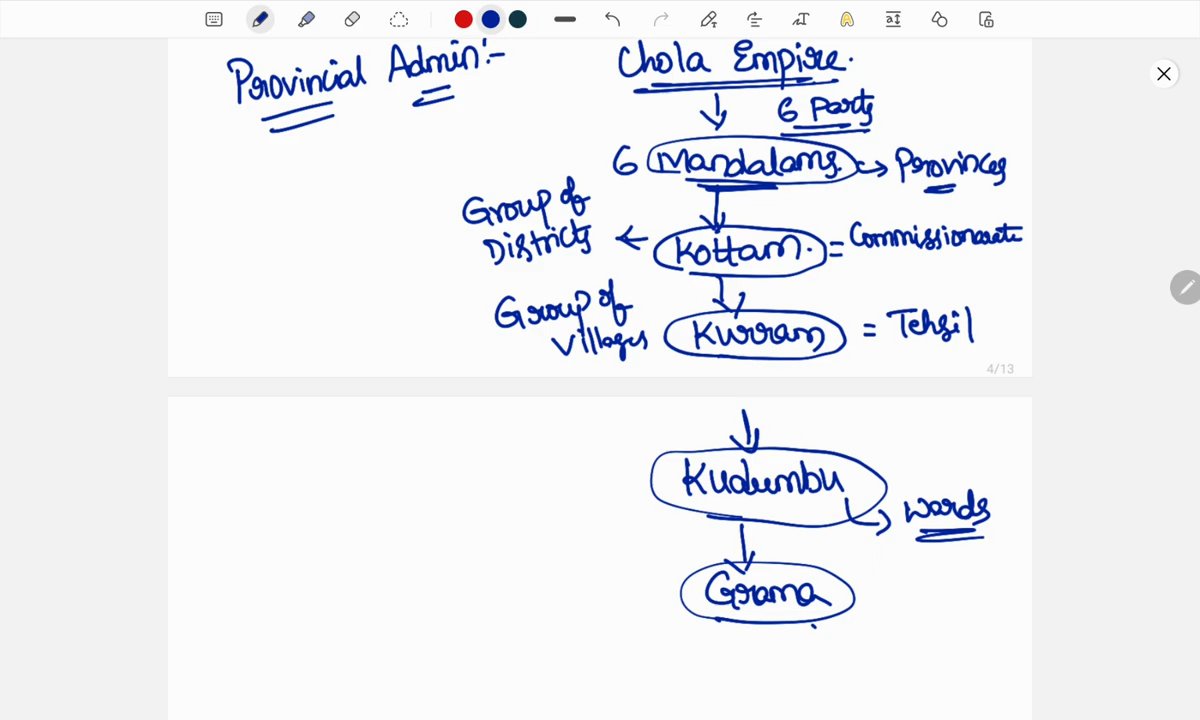 Provincial Admin:-
Chola Empire.
6 Parts
6 Mandalams. → Provinces
Group of
Districts ← Kottam. = Commissionarate
Group of
Villages Kurram = Tehsil
4/13
Kudumbu → Wards
Grama